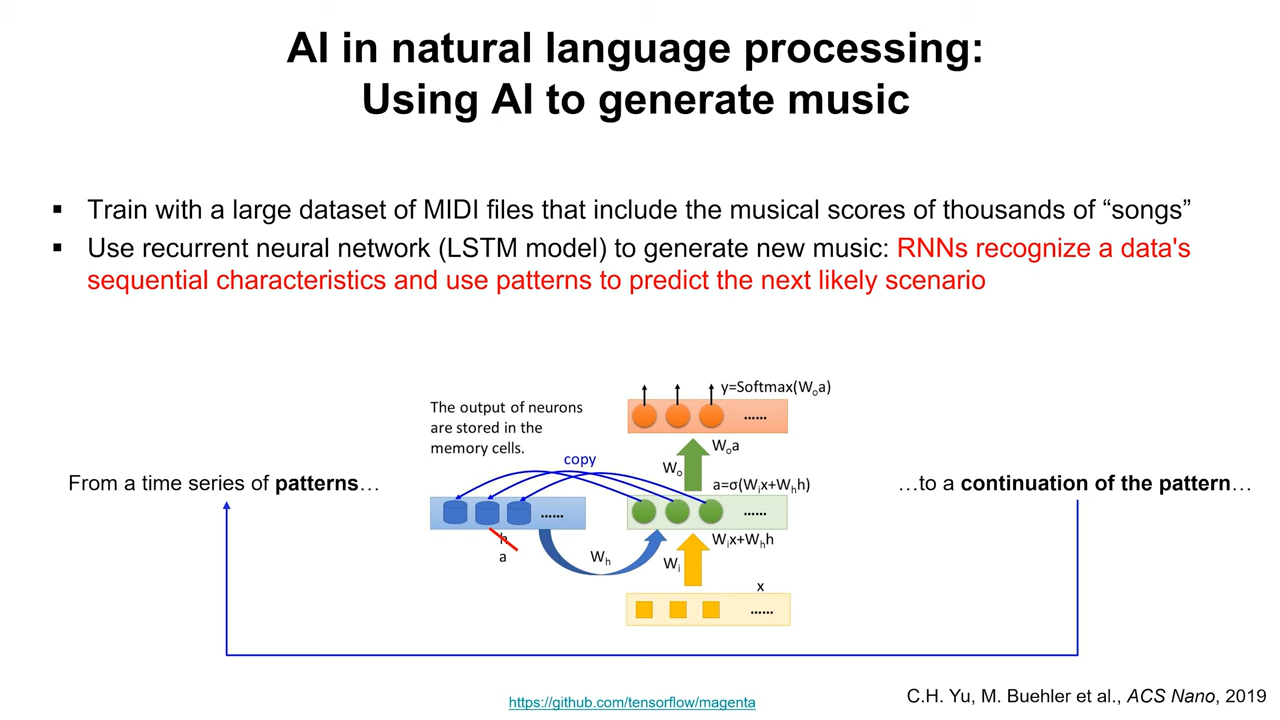 AI in natural language processing:
Using AI to generate music
▪ Train with a large dataset of MIDI files that include the musical scores of thousands of “songs”
▪ Use recurrent neural network (LSTM model) to generate new music: RNNs recognize a data's
sequential characteristics and use patterns to predict the next likely scenario
y=Softmax(Wₒa)
The output of neurons
are stored in the
memory cells.
……
Wₒa
copy
Wₒ
From a time series of patterns…
a=σ(Wᵢx+Wₕh)
…to a continuation of the pattern…
……
……
h
a
Wₕ
Wᵢ
Wᵢx+Wₕh
x
……
https://github.com/tensorflow/magenta
C.H. Yu, M. Buehler et al., ACS Nano, 2019